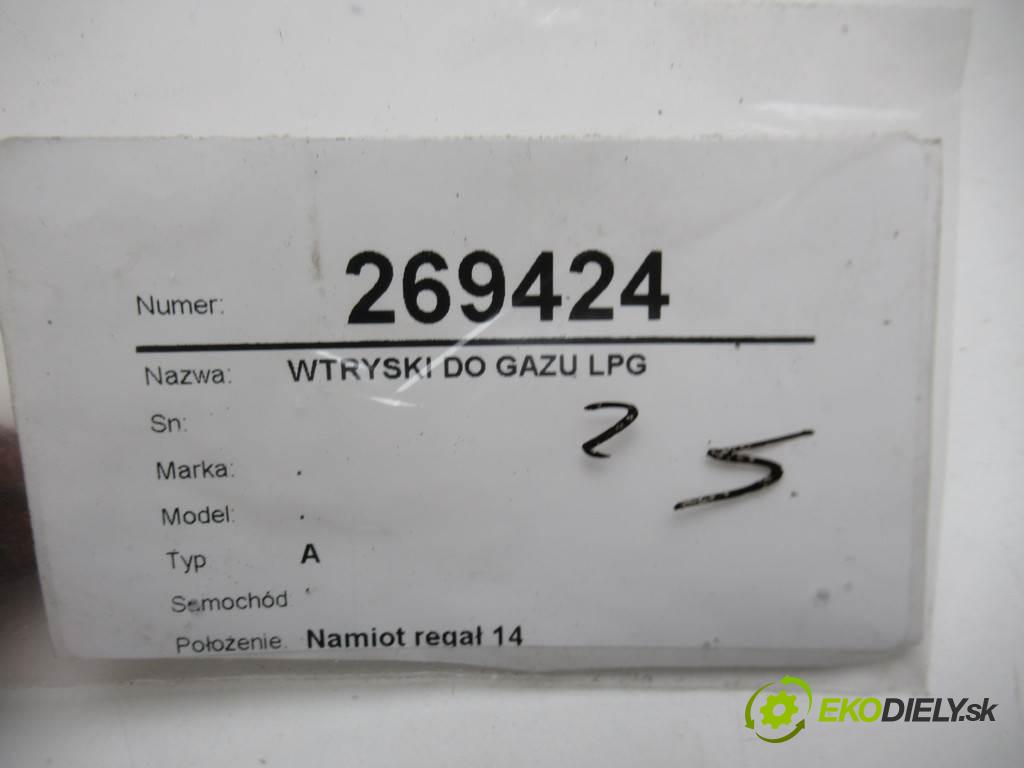 Numer: 269424
Nazwa: WTRYSKI DO GAZU LPG
Sn:
2 5
Marka: .
Model: .
Typ A
Samochód
Położenie. Namiot regał 14
EKODIELY.sk